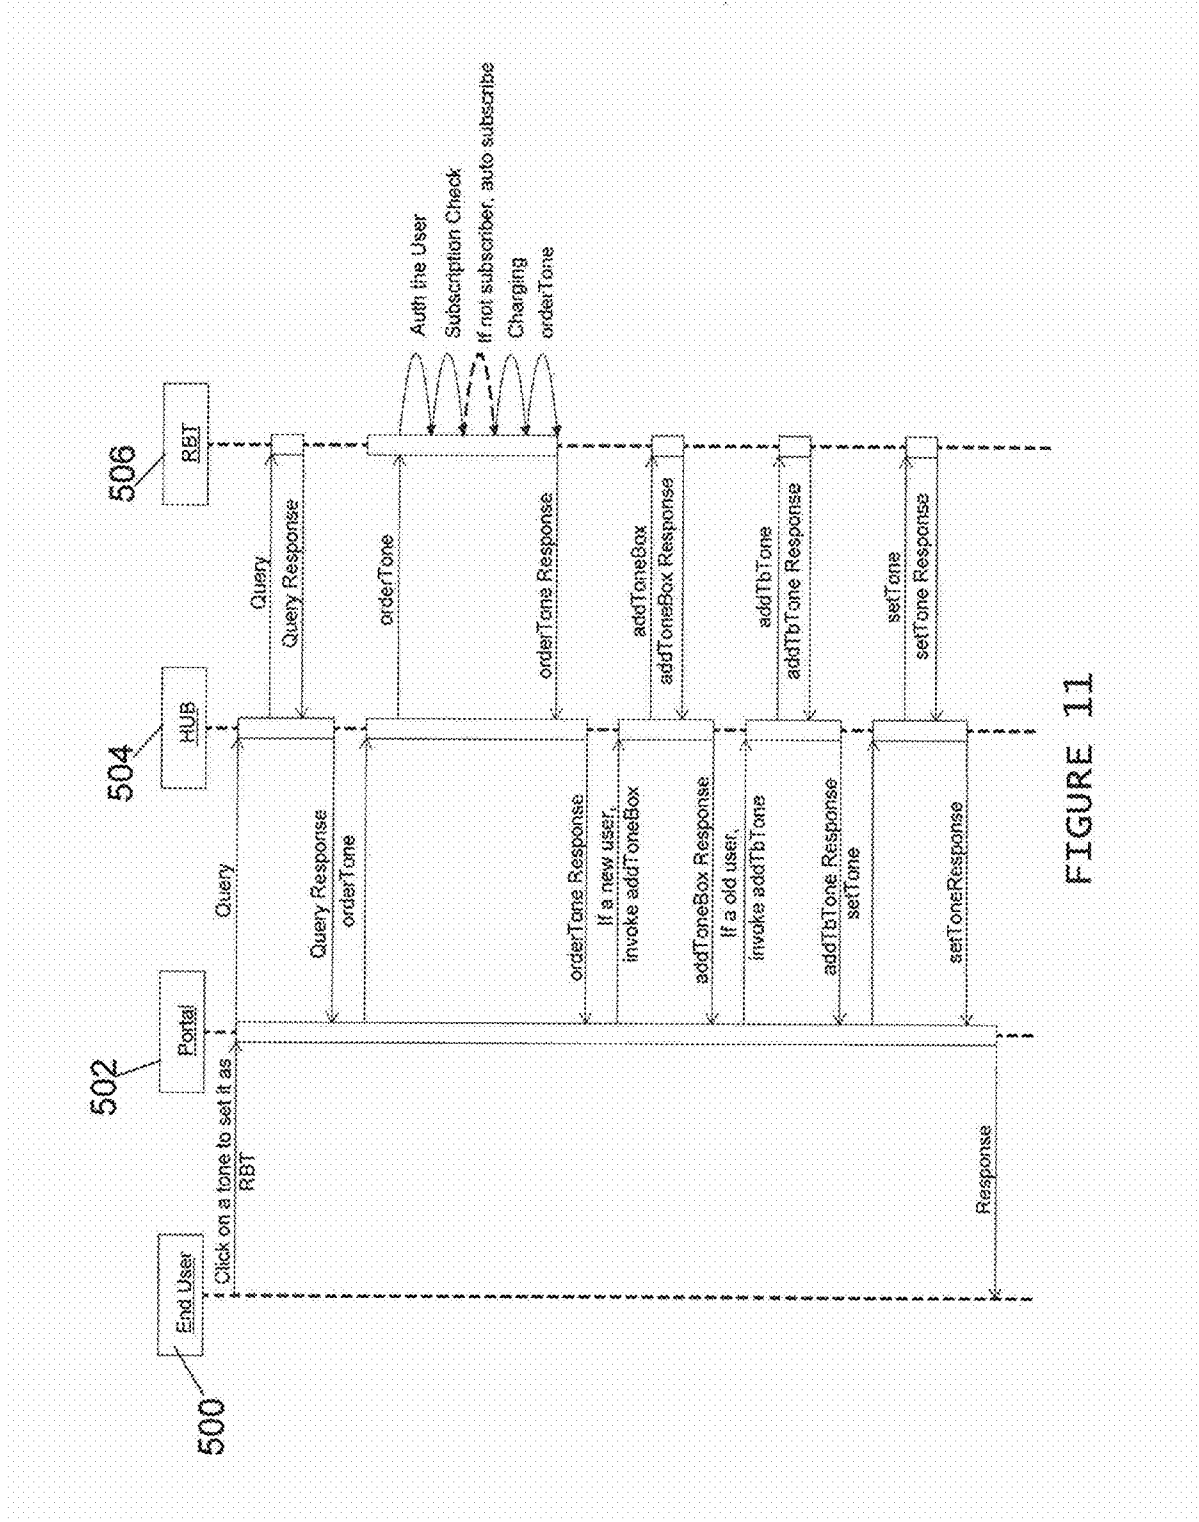 500
502
504
506
End User
Portal
HUB
RBT
Click on a tone to set it as
RBT
Query
Query
Query Response
Query Response
orderTone
orderTone
Auth the User
Subscription Check
If not subscriber, auto subscribe
Charging
orderTone
orderTone Response
orderTone Response
If a new user,
invoke addToneBox
addToneBox
addToneBox Response
addToneBox Response
If a old user,
invoke addTbTone
addTbTone
addTbTone Response
addTbTone Response
setTone
setTone
setTone Response
setToneResponse
Response
FIGURE 11